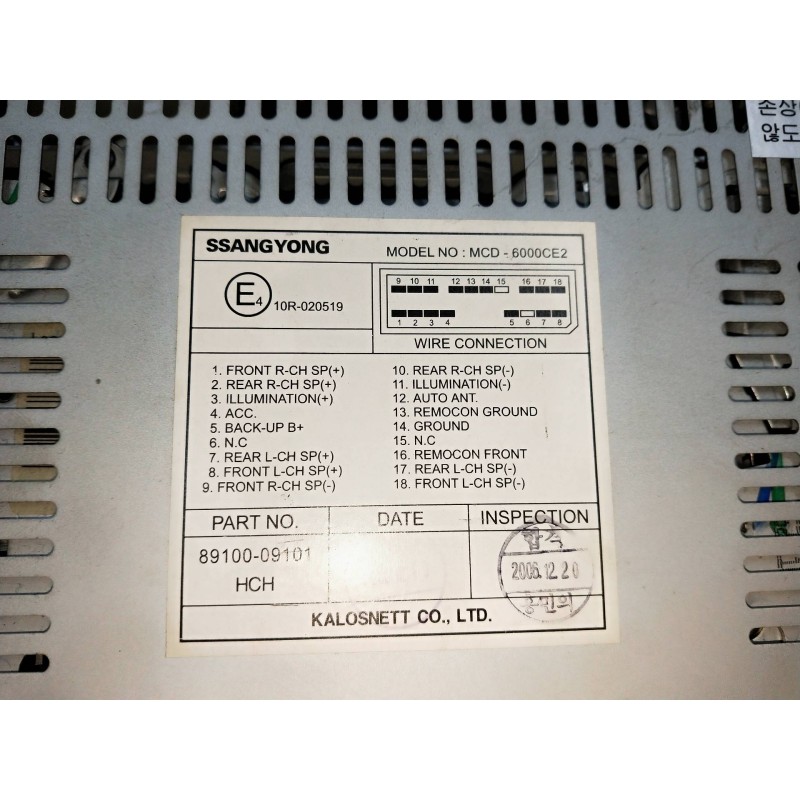 손상
않도
SSANGYONG
MODEL NO : MCD - 6000CE2
E4 10R-020519
9 10 11 12 13 14 15 16 17 18
1 2 3 4 5 6 7 8
WIRE CONNECTION
1. FRONT R-CH SP(+)
2. REAR R-CH SP(+)
3. ILLUMINATION(+)
4. ACC.
5. BACK-UP B+
6. N.C
7. REAR L-CH SP(+)
8. FRONT L-CH SP(+)
9. FRONT R-CH SP(-)
10. REAR R-CH SP(-)
11. ILLUMINATION(-)
12. AUTO ANT.
13. REMOCON GROUND
14. GROUND
15. N.C
16. REMOCON FRONT
17. REAR L-CH SP(-)
18. FRONT L-CH SP(-)
PART NO. DATE INSPECTION
89100-09101
HCH
합격
2005.12.20
KALOSNETT CO., LTD.